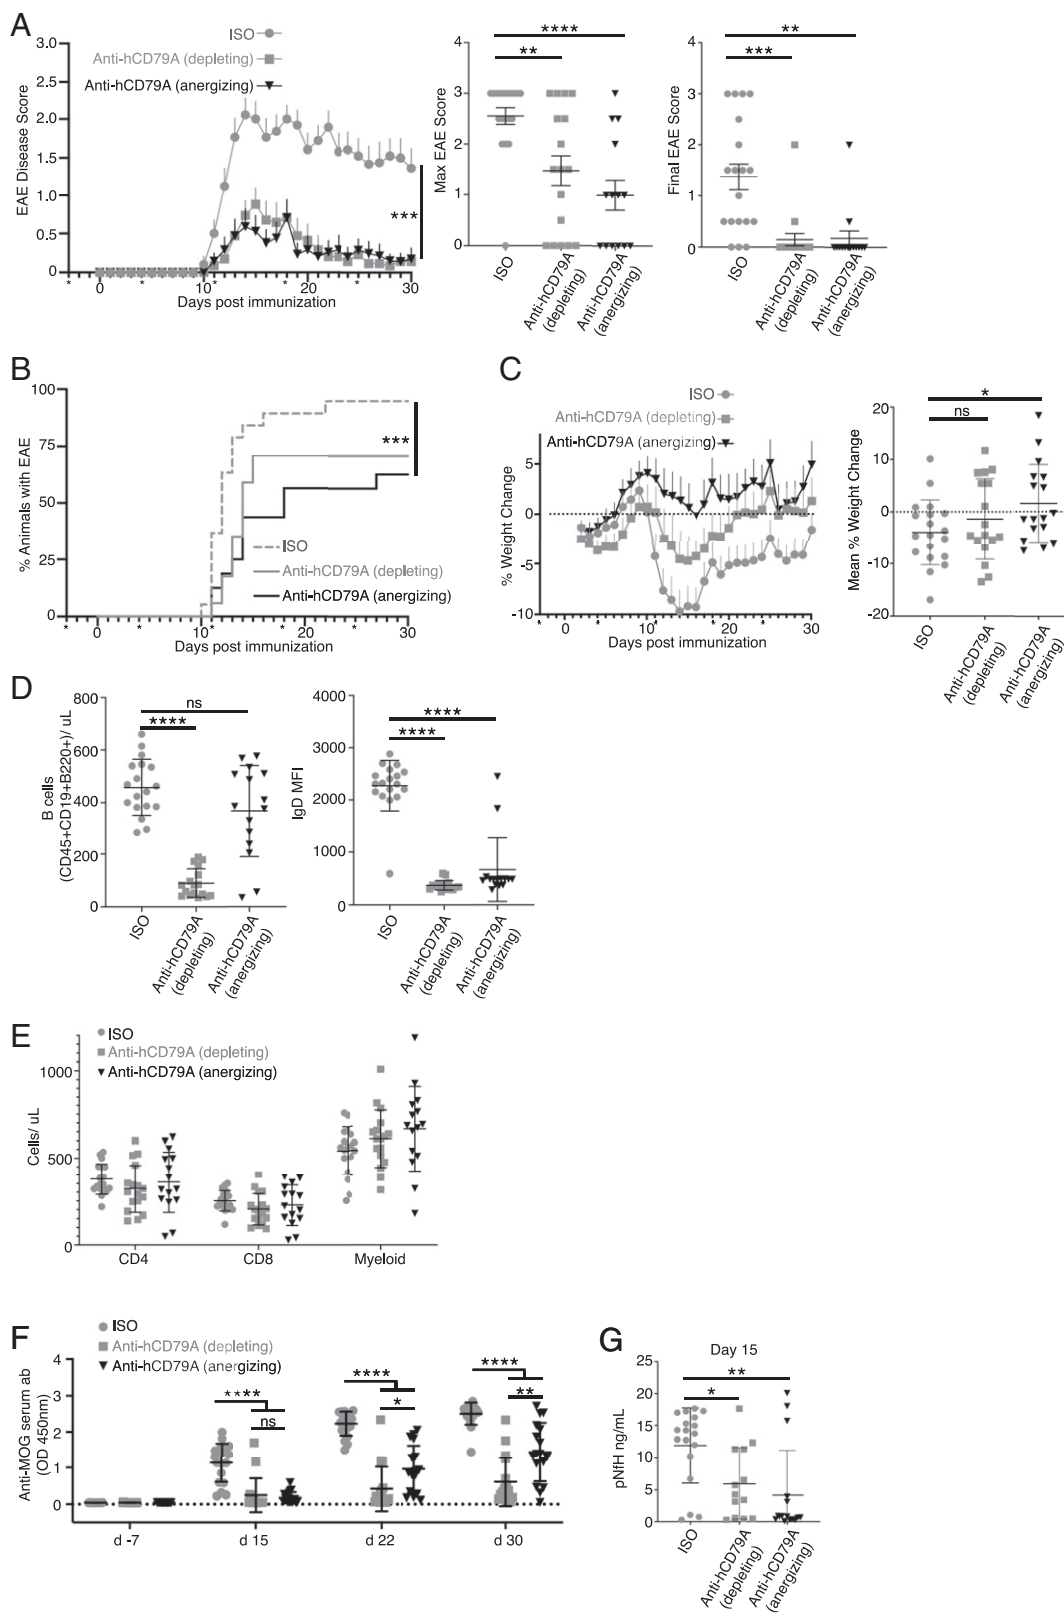 A
ISO
Anti-hCD79A (depleting)
Anti-hCD79A (anergizing)
EAE Disease Score
3.0
2.5
2.0
1.5
1.0
0.5
0
***
* * * * *
0 10 20 30
Days post immunization
****
**
Max EAE Score
4
3
2
1
0
ISO
Anti-hCD79A
(depleting)
Anti-hCD79A
(anergizing)
**
***
Final EAE Score
4
3
2
1
0
ISO
Anti-hCD79A
(depleting)
Anti-hCD79A
(anergizing)
B
% Animals with EAE
100
75
50
25
0
***
ISO
Anti-hCD79A (depleting)
Anti-hCD79A (anergizing)
* * * * *
0 10 20 30
Days post immunization
C
ISO
Anti-hCD79A (depleting)
Anti-hCD79A (anergizing)
% Weight Change
5
0
-5
-10
* * * * *
0 10 20 30
Days post immunization
*
ns
Mean % Weight Change
20
10
0
-10
-20
ISO
Anti-hCD79A
(depleting)
Anti-hCD79A
(anergizing)
D
ns
****
B cells
(CD45+CD19+B220+)/ uL
800
600
400
200
0
ISO
Anti-hCD79A
(depleting)
Anti-hCD79A
(anergizing)
****
****
IgD MFI
4000
3000
2000
1000
0
ISO
Anti-hCD79A
(depleting)
Anti-hCD79A
(anergizing)
E
ISO
Anti-hCD79A (depleting)
Anti-hCD79A (anergizing)
Cells/ uL
1000
500
0
CD4 CD8 Myeloid
F
ISO
Anti-hCD79A (depleting)
Anti-hCD79A (anergizing)
Anti-MOG serum ab
(OD 450nm)
4
3
2
1
0
****
ns
****
*
****
**
d -7 d 15 d 22 d 30
G
Day 15
**
*
pNfH ng/mL
25
20
15
10
5
0
ISO
Anti-hCD79A
(depleting)
Anti-hCD79A
(anergizing)